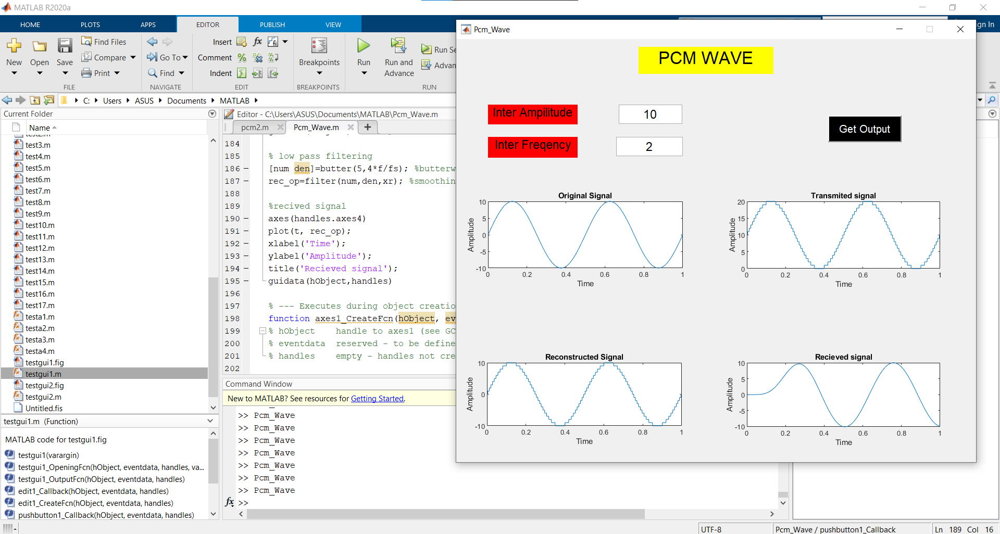 MATLAB R2020a
HOME PLOTS APPS EDITOR PUBLISH VIEW
gn In
New Open Save
Find Files
Compare
Print
FILE
Go To
Find
NAVIGATE
Insert fx fi
Comment
Indent
EDIT
Breakpoints
BREAKPOINTS
Run
Run and Advance
Run Se
Advan
RUN
C: Users ASUS Documents MATLAB
Current Folder
Name
test2.m
test3.m
test4.m
test5.m
test6.m
test7.m
test8.m
test9.m
test10.m
test11.m
test12.m
test13.m
test14.m
test15.m
test16.m
test17.m
testa1.m
testa2.m
testa3.m
testa4.m
testgui1.fig
testgui1.m
testgui2.fig
testgui2.m
Untitled.fis
testgui1.m (Function)
MATLAB code for testgui1.fig
testgui1(varargin)
testgui1_OpeningFcn(hObject, eventdata, handles, va...
testgui1_OutputFcn(hObject, eventdata, handles)
edit1_Callback(hObject, eventdata, handles)
edit1_CreateFcn(hObject, eventdata, handles)
pushbutton1_Callback(hObject, eventdata, handles)
Editor - C:\Users\ASUS\Documents\MATLAB\Pcm_Wave.m
pcm2.m Pcm_Wave.m +
184
185 % low pass filtering
186 – [num den]=butter(5,4*f/fs); %butterw
187 – rec_op=filter(num,den,xr); %smoothin
188
189 %recived signal
190 – axes(handles.axes4)
191 – plot(t, rec_op);
192 – xlabel('Time');
193 – ylabel('Amplitude');
194 – title('Recieved signal');
195 – guidata(hObject,handles)
196
197 % --- Executes during object creatio
198 function axes1_CreateFcn(hObject, ev
199 % hObject    handle to axes1 (see GC
200 % eventdata  reserved - to be define
201 % handles    empty - handles not cre
202
Command Window
New to MATLAB? See resources for Getting Started.
>> Pcm_Wave
>> Pcm_Wave
>> Pcm_Wave
>> Pcm_Wave
>> Pcm_Wave
>> Pcm_Wave
>> Pcm_Wave
fx >>
Pcm_Wave
PCM WAVE
Inter Ampilitude 10
Inter Freqency 2
Get Output
Original Signal
Amplitude
10
5
0
-5
-10
0 0.2 0.4 0.6 0.8 1
Time
Transmited signal
Amplitude
20
15
10
5
0
0 0.2 0.4 0.6 0.8 1
Time
Reconstructed Signal
Amplitude
10
0
-10
0 0.2 0.4 0.6 0.8 1
Time
Recieved signal
Amplitude
10
5
0
-5
-10
0 0.2 0.4 0.6 0.8 1
Time
UTF-8 Pcm_Wave / pushbutton1_Callback Ln 189 Col 16